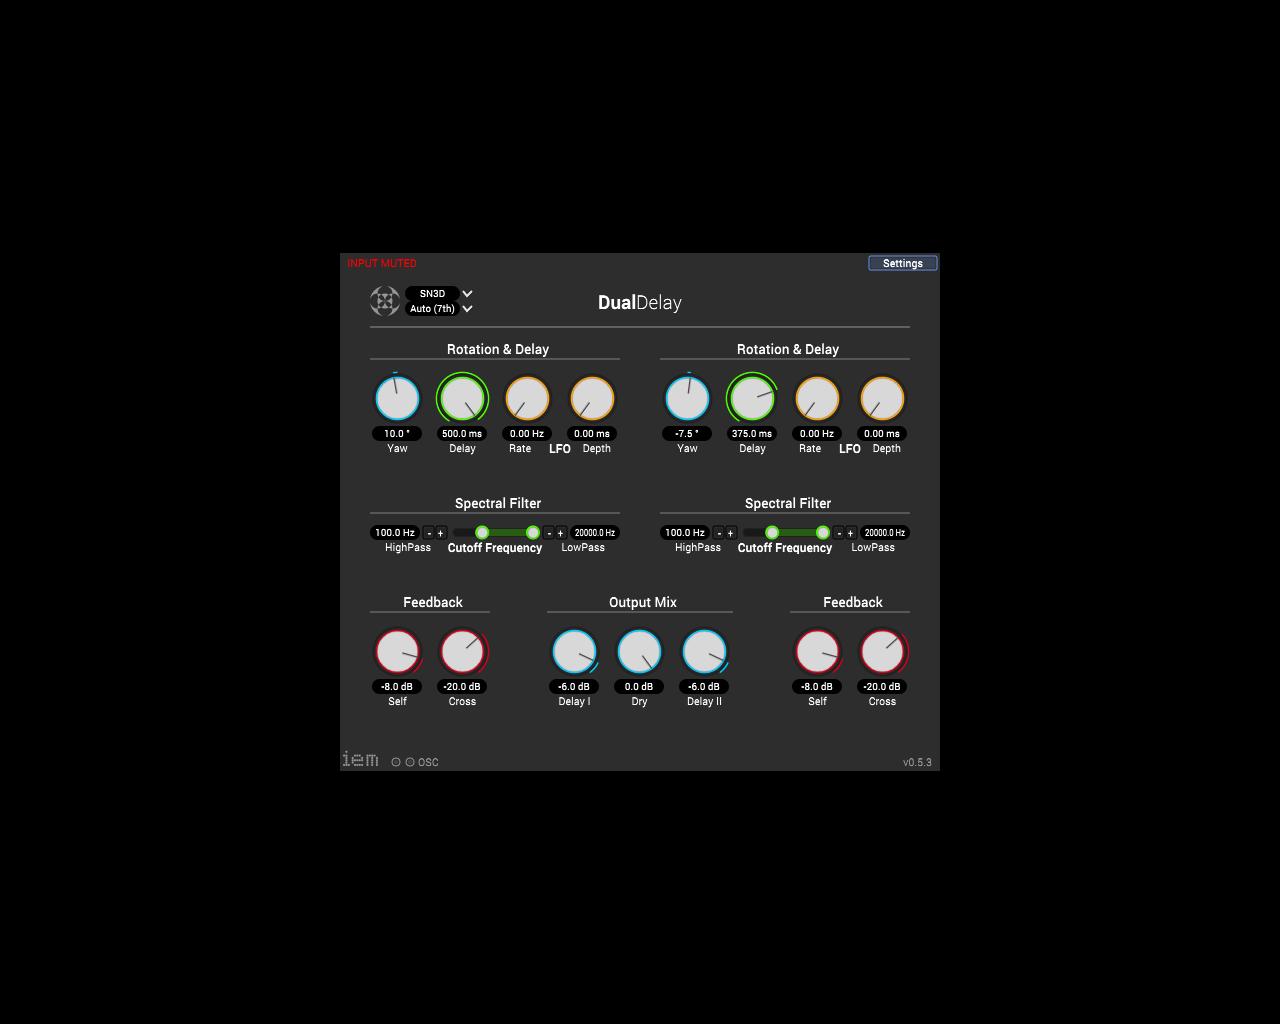 INPUT MUTED
Settings
SN3D
Auto (7th)
DualDelay
Rotation & Delay
Rotation & Delay
10.0 °
500.0 ms
0.00 Hz
0.00 ms
-7.5 °
375.0 ms
0.00 Hz
0.00 ms
Yaw
Delay
Rate
LFO
Depth
Yaw
Delay
Rate
LFO
Depth
Spectral Filter
Spectral Filter
100.0 Hz
-
+
-
+
20000.0 Hz
100.0 Hz
-
+
-
+
20000.0 Hz
HighPass
Cutoff Frequency
LowPass
HighPass
Cutoff Frequency
LowPass
Feedback
Output Mix
Feedback
-8.0 dB
-20.0 dB
-6.0 dB
0.0 dB
-6.0 dB
-8.0 dB
-20.0 dB
Self
Cross
Delay I
Dry
Delay II
Self
Cross
iem
OSC
v0.5.3